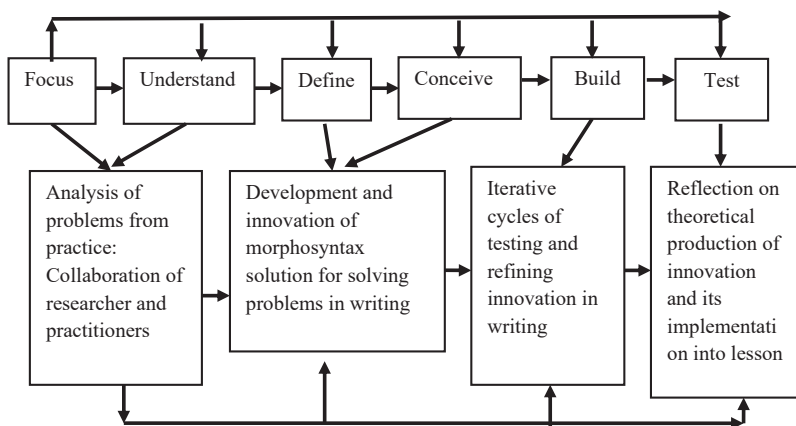 Focus
Understand
Define
Conceive
Build
Test
Analysis of
problems from
practice:
Collaboration of
researcher and
practitioners
Development and
innovation of
morphosyntax
solution for solving
problems in writing
Iterative
cycles of
testing and
refining
innovation in
writing
Reflection on
theoretical
production of
innovation
and its
implementati
on into lesson